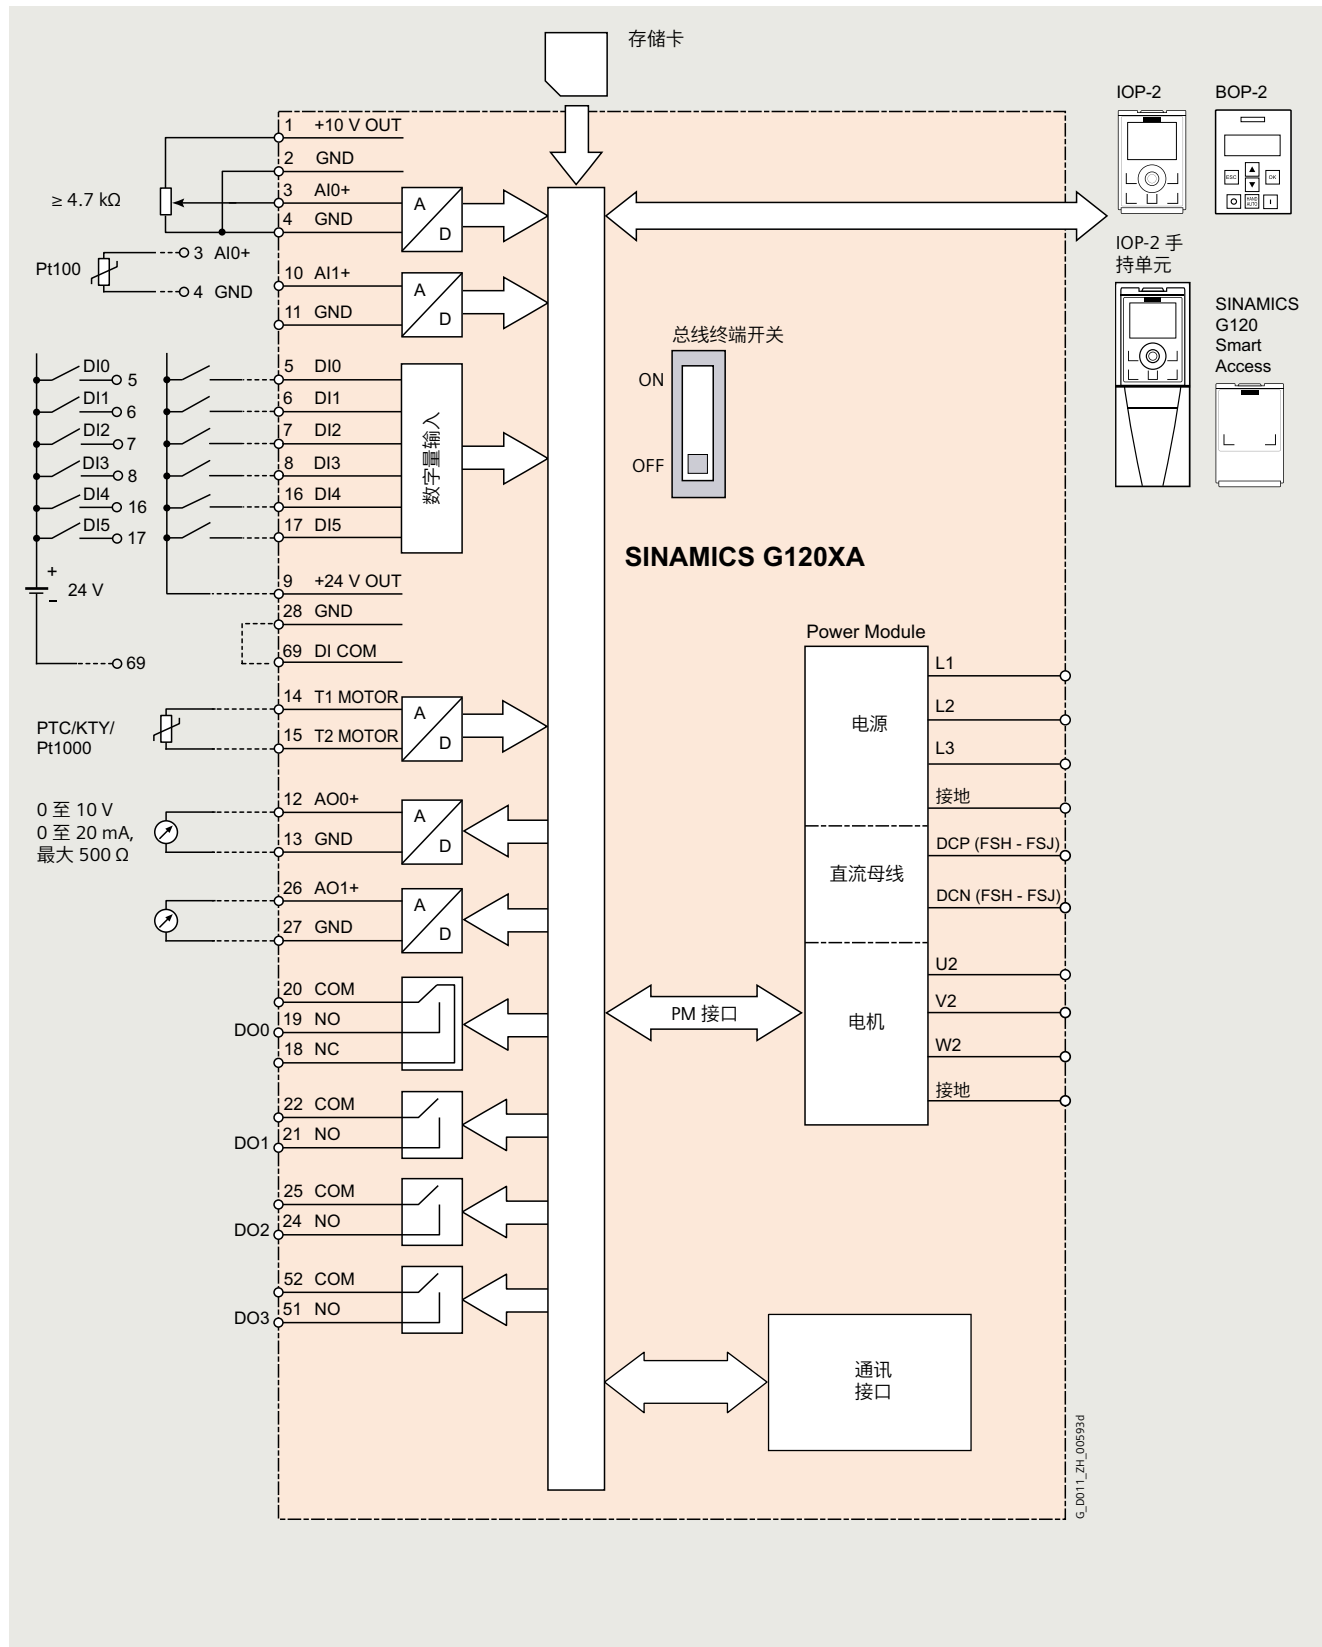 存储卡
IOP-2
BOP-2
1 +10 V OUT
2 GND
≥ 4.7 kΩ
3 AI0+
4 GND
A
D
Pt100
3 AI0+
4 GND
10 AI1+
11 GND
A
D
ESC
OK
HAND
AUTO
IOP-2 手
持单元
SINAMICS
G120
Smart
Access
总线终端开关
ON
OFF
DI0
5
DI1
6
DI2
7
DI3
8
DI4
16
DI5
17
5 DI0
6 DI1
7 DI2
8 DI3
16 DI4
17 DI5
数字量输入
SINAMICS G120XA
+
24 V
–
69
9 +24 V OUT
28 GND
69 DI COM
PTC/KTY/
Pt1000
14 T1 MOTOR
15 T2 MOTOR
A
D
0 至 10 V
0 至 20 mA,
最大 500 Ω
12 AO0+
13 GND
A
D
26 AO1+
27 GND
A
D
DO0
20 COM
19 NO
18 NC
DO1
22 COM
21 NO
DO2
25 COM
24 NO
DO3
52 COM
51 NO
Power Module
电源
L1
L2
L3
接地
直流母线
DCP (FSH - FSJ)
DCN (FSH - FSJ)
PM 接口
电机
U2
V2
W2
接地
通讯
接口
G_D011_ZH_00593d